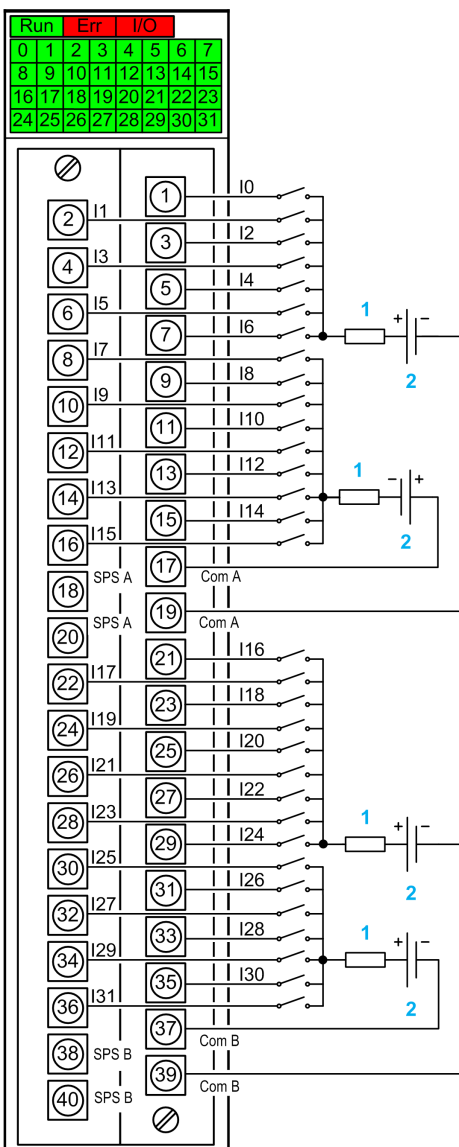 Run Err I/O
0 1 2 3 4 5 6 7
8 9 10 11 12 13 14 15
16 17 18 19 20 21 22 23
24 25 26 27 28 29 30 31
1 I0
2 I1
3 I2
4 I3
5 I4
6 I5
7 I6
1
+ −
2
8 I7
9 I8
10 I9
11 I10
12 I11
13 I12
1
− +
2
14 I13
15 I14
16 I15
17 Com A
18 SPS A
19 Com A
20 SPS A
21 I16
22 I17
23 I18
24 I19
25 I20
26 I21
27 I22
28 I23
29 I24
1
+ −
2
30 I25
31 I26
32 I27
33 I28
34 I29
35 I30
1
+ −
2
36 I31
37 Com B
38 SPS B
39 Com B
40 SPS B